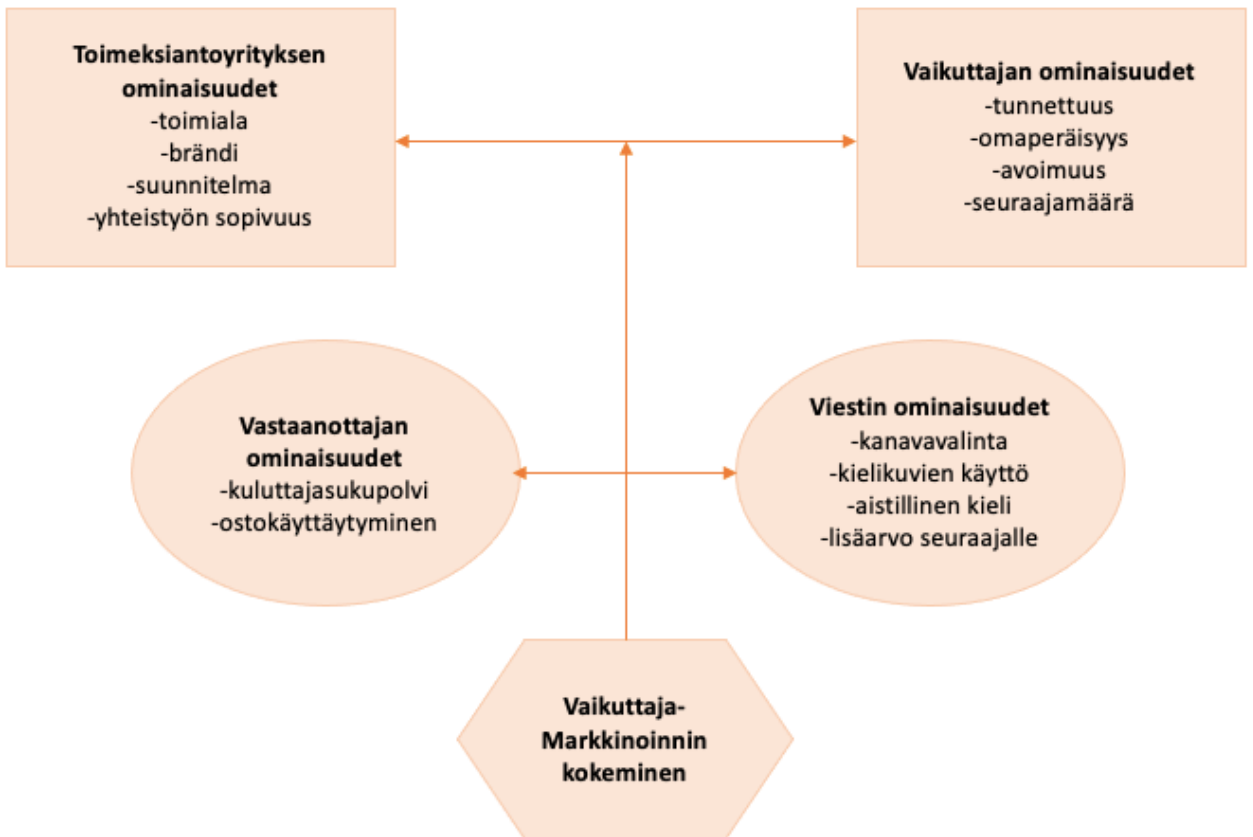 Toimeksiantoyrityksen
ominaisuudet
-toimiala
-brändi
-suunnitelma
-yhteistyön sopivuus
Vaikuttajan ominaisuudet
-tunnettuus
-omaperäisyys
-avoimuus
-seuraajamäärä
Vastaanottajan
ominaisuudet
-kuluttajasukupolvi
-ostokäyttäytyminen
Viestin ominaisuudet
-kanavavalinta
-kielikuvien käyttö
-aistillinen kieli
-lisäarvo seuraajalle
Vaikuttaja-
Markkinoinnin
kokeminen